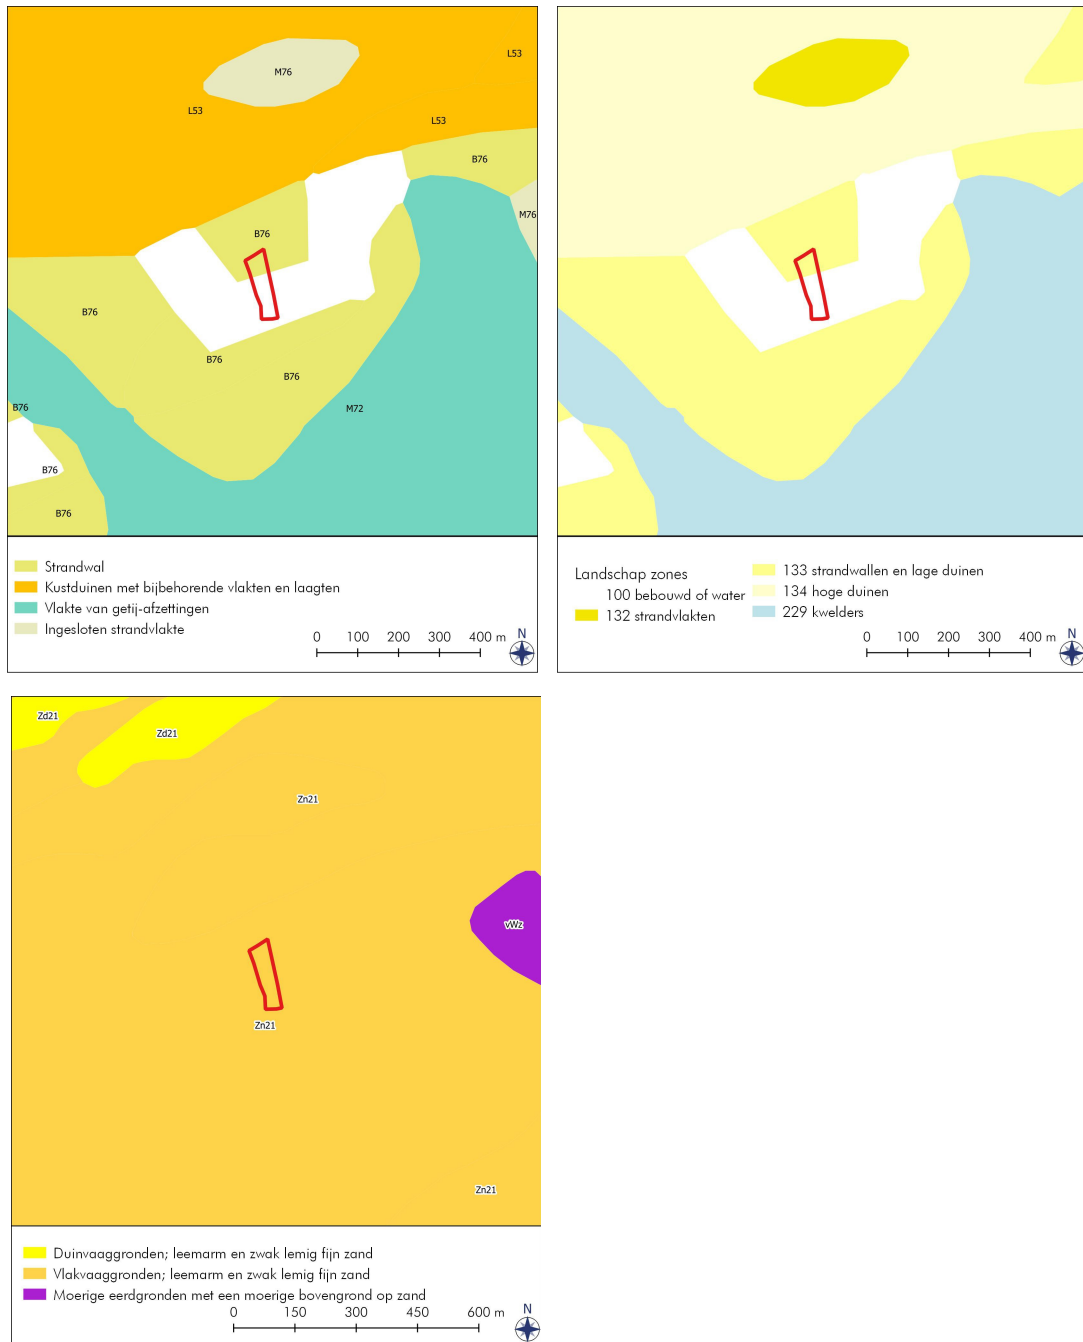 L53
M76
L53
L53
B76
M76
B76
B76
B76
B76
M72
B76
B76
B76
Strandwal
Kustduinen met bijbehorende vlakten en laagten
Vlakte van getij-afzettingen
Ingesloten strandvlakte
0 100 200 300 400 m
N
Landschap zones
100 bebouwd of water
132 strandvlakten
133 strandwallen en lage duinen
134 hoge duinen
229 kwelders
0 100 200 300 400 m
N
Zd21
Zd21
Zn21
vWz
Zn21
Zn21
Duinvaaggronden; leemarm en zwak lemig fijn zand
Vlakvaaggronden; leemarm en zwak lemig fijn zand
Moerige eerdgronden met een moerige bovengrond op zand
0 150 300 450 600 m
N